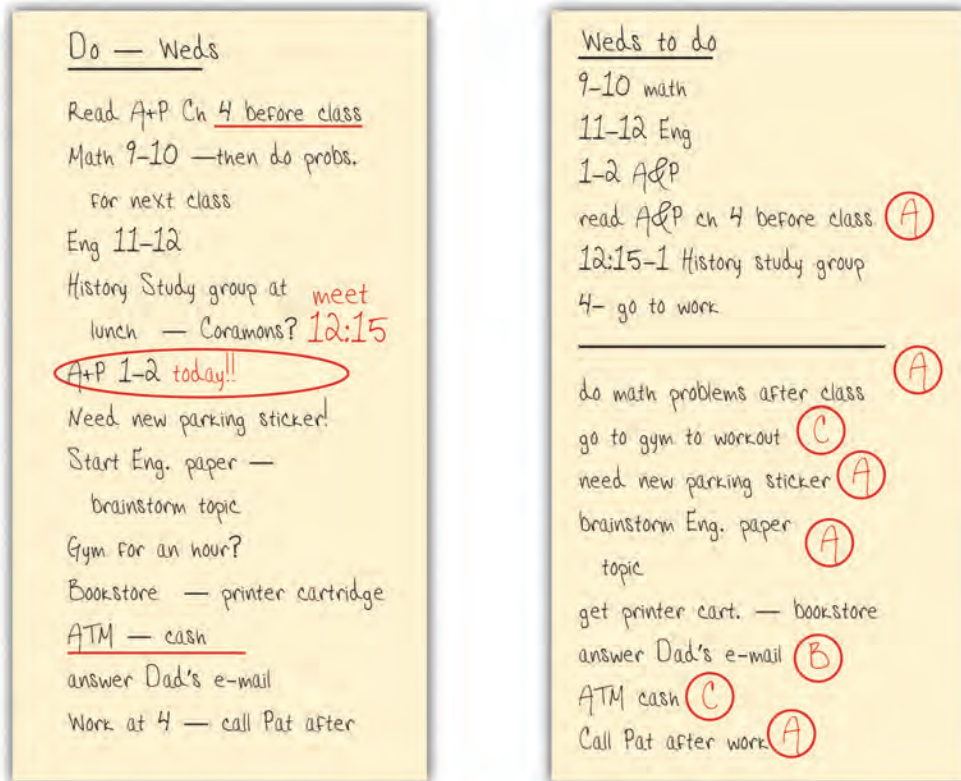 Do — Weds
Read A+P Ch 4 before class
Math 9-10 —then do probs.
for next class
Eng 11-12
History Study group at meet
lunch — Coramons? 12:15
A+P 1-2 today!!
Need new parking sticker!
Start Eng. paper —
brainstorm topic
Gym for an hour?
Bookstore — printer cartridge
ATM — cash
answer Dad's e-mail
Work at 4 — call Pat after
Weds to do
9-10 math
11-12 Eng
1-2 A&P
read A&P ch 4 before class A
12:15-1 History study group
4- go to work
do math problems after class A
go to gym to workout C
need new parking sticker A
brainstorm Eng. paper A
topic
get printer cart. — bookstore
answer Dad's e-mail B
ATM cash C
Call Pat after work A